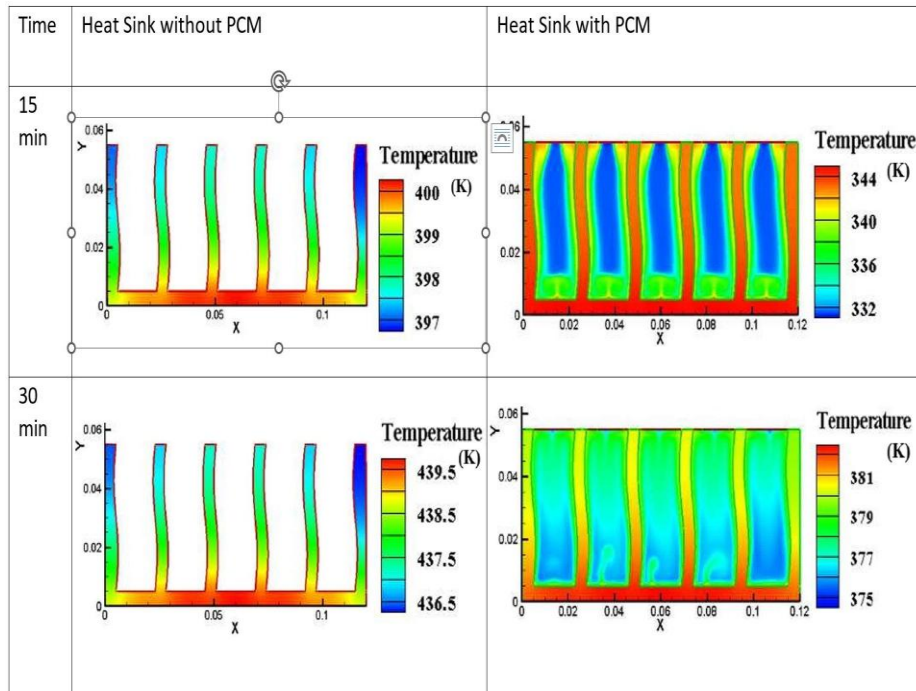 Time
Heat Sink without PCM
Heat Sink with PCM
15
min
0.06
Y
0.04
0.02
0
0.05
0.1
X
Temperature
(K)
400
399
398
397
0.06
Y
0.04
0.02
0
0 0.02 0.04 0.06 0.08 0.10 0.12
X
Temperature
(K)
344
340
336
332
30
min
0.06
Y
0.04
0.02
0
0 0.05 0.1
X
Temperature
(K)
439.5
438.5
437.5
436.5
0.06
Y
0.04
0.02
0
0 0.02 0.04 0.06 0.08 0.10 0.12
X
Temperature
(K)
381
379
377
375